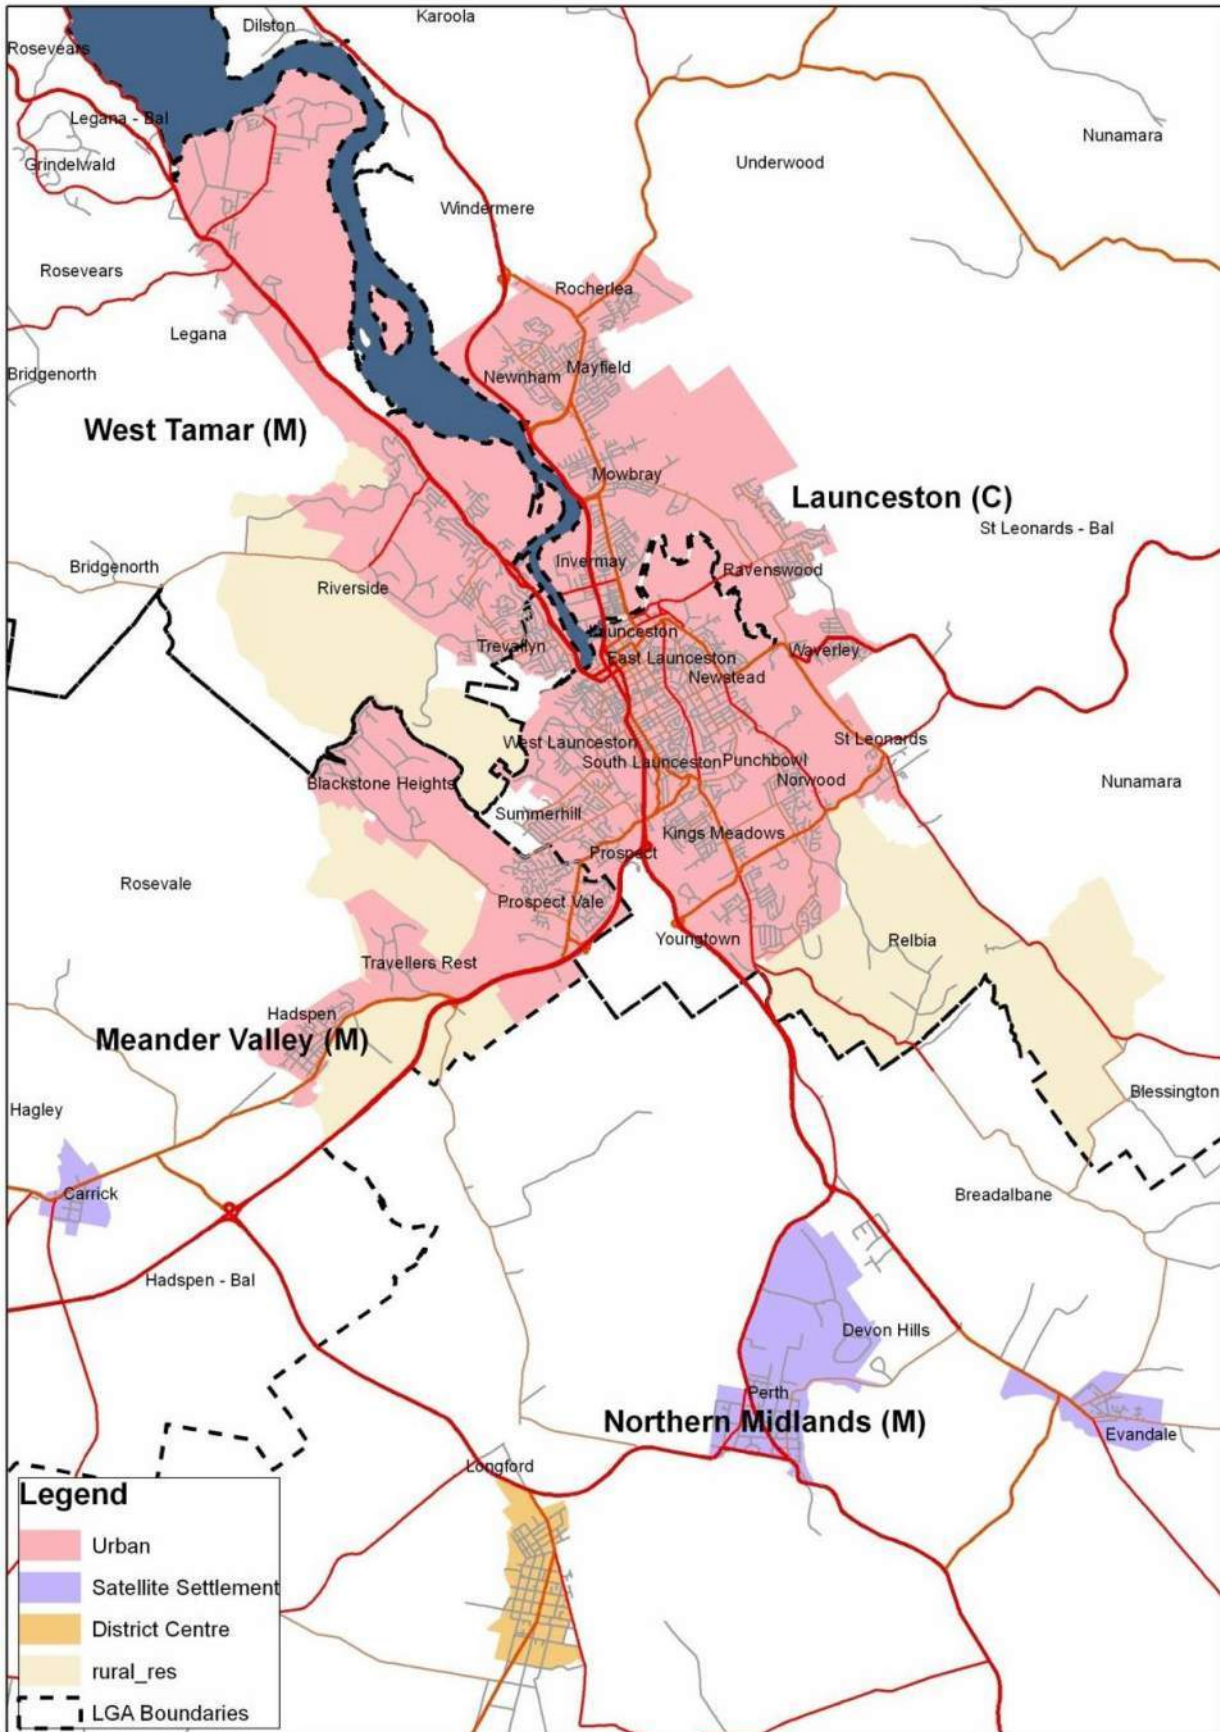 Karoola
Dilston
Rosevears
Legana - Bal
Nunamara
Grindelwald
Underwood
Windermere
Rosevears
Rocherlea
Legana
Bridgenorth
Mayfield
Newnham
West Tamar (M)
Mowbray
Launceston (C)
St Leonards - Bal
Invermay
Bridgenorth
Ravenswood
Riverside
Launceston
Trevallyn
Waverley
East Launceston
Newstead
West Launceston
St Leonards
South Launceston
Punchbowl
Blackstone Heights
Norwood
Nunamara
Summerhill
Kings Meadows
Prospect
Rosevale
Prospect Vale
Youngtown
Relbia
Travellers Rest
Hadspen
Meander Valley (M)
Blessington
Hagley
Carrick
Breadalbane
Hadspen - Bal
Devon Hills
Perth
Northern Midlands (M)
Evandale
Longford
Legend
Urban
Satellite Settlement
District Centre
rural_res
LGA Boundaries